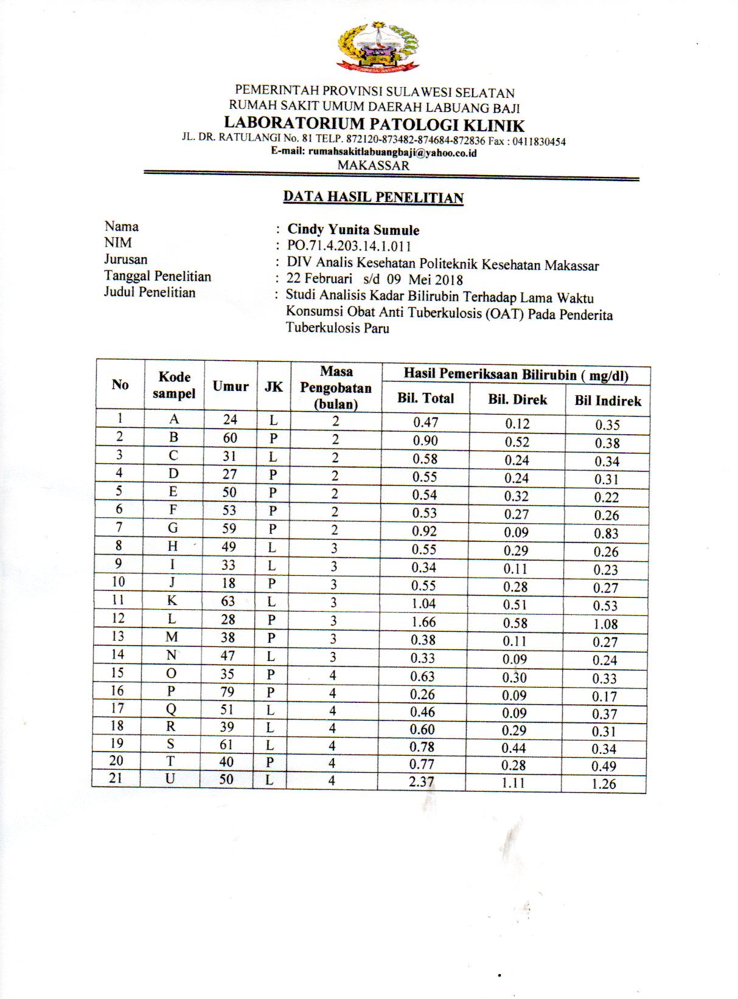 PEMERINTAH PROVINSI SULAWESI SELATAN
RUMAH SAKIT UMUM DAERAH LABUANG BAJI
LABORATORIUM PATOLOGI KLINIK
JL. DR. RATULANGI No. 81 TELP. 872120-873482-874684-872836 Fax : 0411830454
E-mail: rumahsakitlabuangbaji@yahoo.co.id
MAKASSAR
DATA HASIL PENELITIAN
Nama : Cindy Yunita Sumule
NIM : PO.71.4.203.14.1.011
Jurusan : DIV Analis Kesehatan Politeknik Kesehatan Makassar
Tanggal Penelitian : 22 Februari s/d 09 Mei 2018
Judul Penelitian : Studi Analisis Kadar Bilirubin Terhadap Lama Waktu
Konsumsi Obat Anti Tuberkulosis (OAT) Pada Penderita
Tuberkulosis Paru
No Kode sampel Umur JK Masa Pengobatan (bulan) Hasil Pemeriksaan Bilirubin ( mg/dl)
Bil. Total Bil. Direk Bil Indirek
1 A 24 L 2 0.47 0.12 0.35
2 B 60 P 2 0.90 0.52 0.38
3 C 31 L 2 0.58 0.24 0.34
4 D 27 P 2 0.55 0.24 0.31
5 E 50 P 2 0.54 0.32 0.22
6 F 53 P 2 0.53 0.27 0.26
7 G 59 P 2 0.92 0.09 0.83
8 H 49 L 3 0.55 0.29 0.26
9 I 33 L 3 0.34 0.11 0.23
10 J 18 P 3 0.55 0.28 0.27
11 K 63 L 3 1.04 0.51 0.53
12 L 28 P 3 1.66 0.58 1.08
13 M 38 P 3 0.38 0.11 0.27
14 N 47 L 3 0.33 0.09 0.24
15 O 35 P 4 0.63 0.30 0.33
16 P 79 P 4 0.26 0.09 0.17
17 Q 51 L 4 0.46 0.09 0.37
18 R 39 L 4 0.60 0.29 0.31
19 S 61 L 4 0.78 0.44 0.34
20 T 40 P 4 0.77 0.28 0.49
21 U 50 L 4 2.37 1.11 1.26